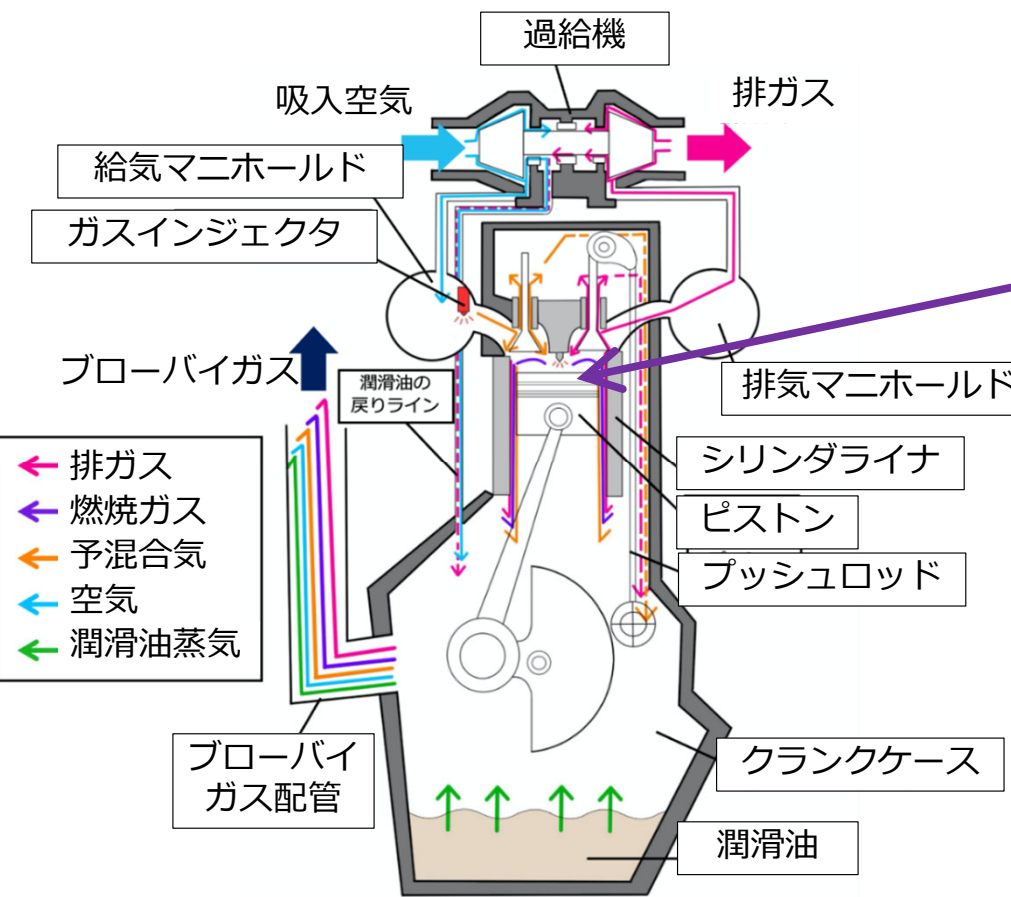 過給機
吸入空気
排ガス
給気マニホールド
ガスインジェクタ
ブローバイガス
潤滑油の
戻りライン
排気マニホールド
排ガス
燃焼ガス
予混合気
空気
潤滑油蒸気
シリンダライナ
ピストン
プッシュロッド
ブローバイ
ガス配管
クランクケース
潤滑油